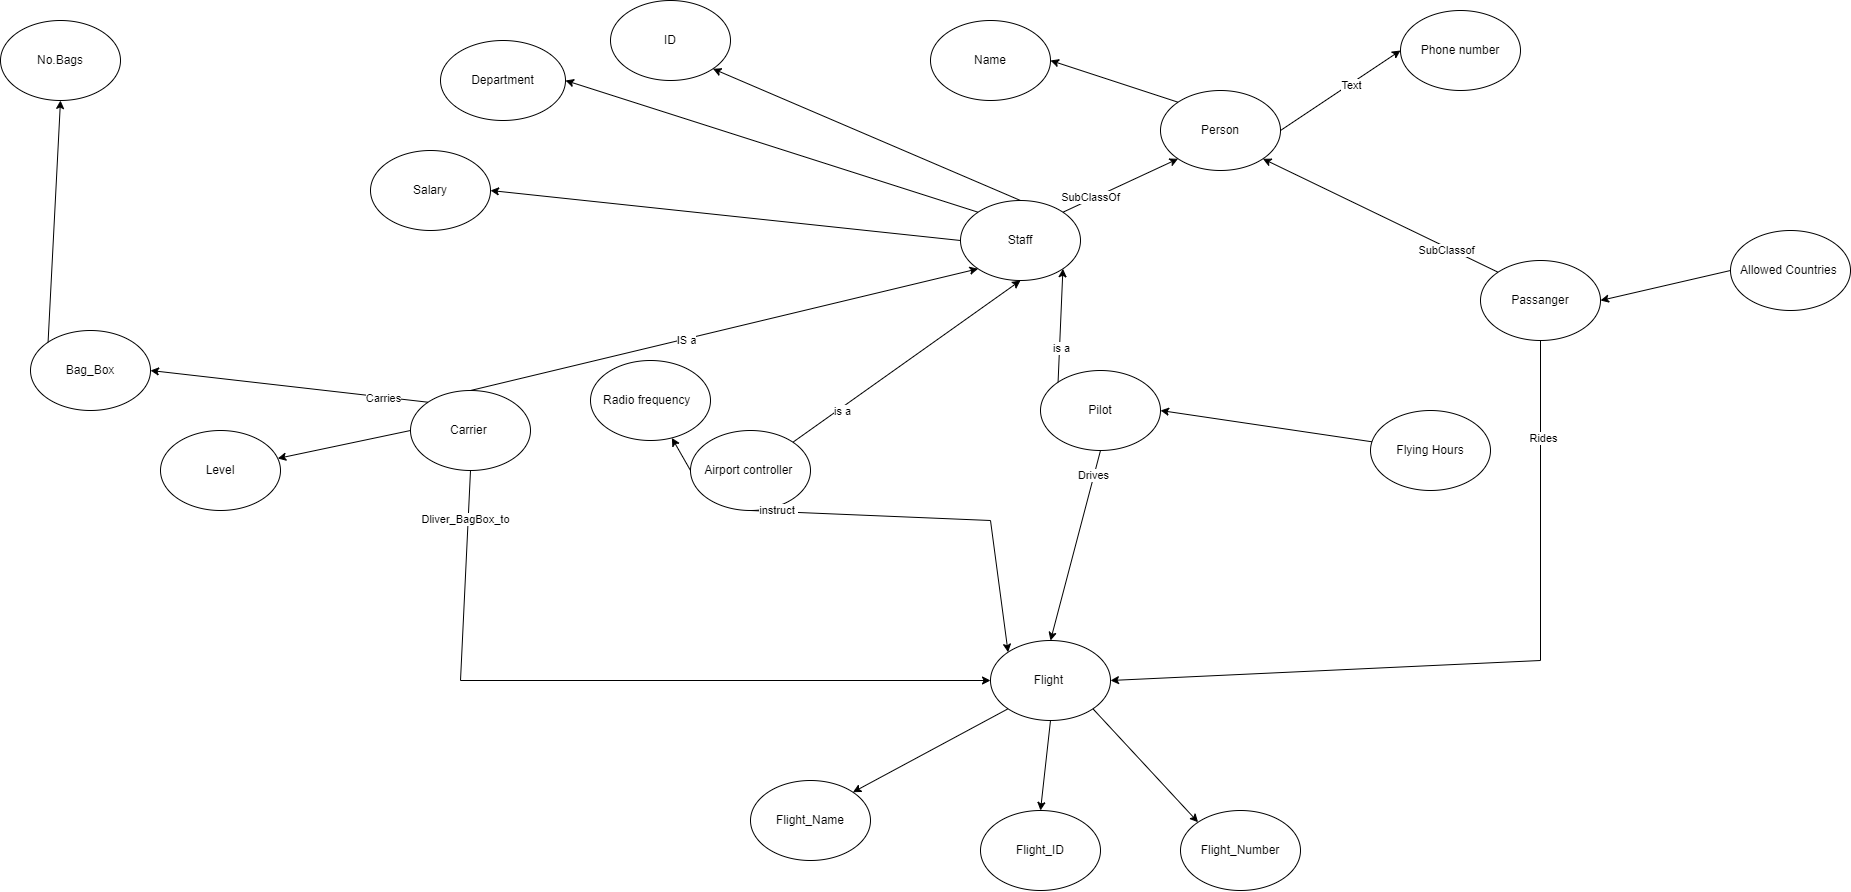 ID
Phone number
No.Bags
Name
Department
Text
Person
Salary
SubClassOf
Staff
SubClassof
Allowed Countries
Passanger
IS a
is a
Bag_Box
Carries
Radio frequency
is a
Pilot
Carrier
Rides
Flying Hours
Level
Airport controller
Drives
instruct
Dliver_BagBox_to
Flight
Flight_Name
Flight_ID
Flight_Number